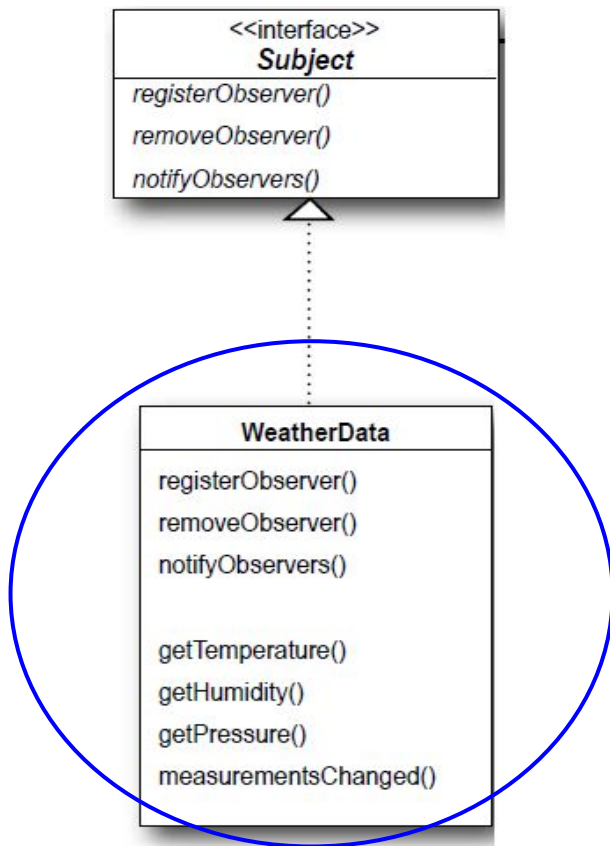 <<interface>>
Subject
registerObserver()
removeObserver()
notifyObservers()
WeatherData
registerObserver()
removeObserver()
notifyObservers()
getTemperature()
getHumidity()
getPressure()
measurementsChanged()